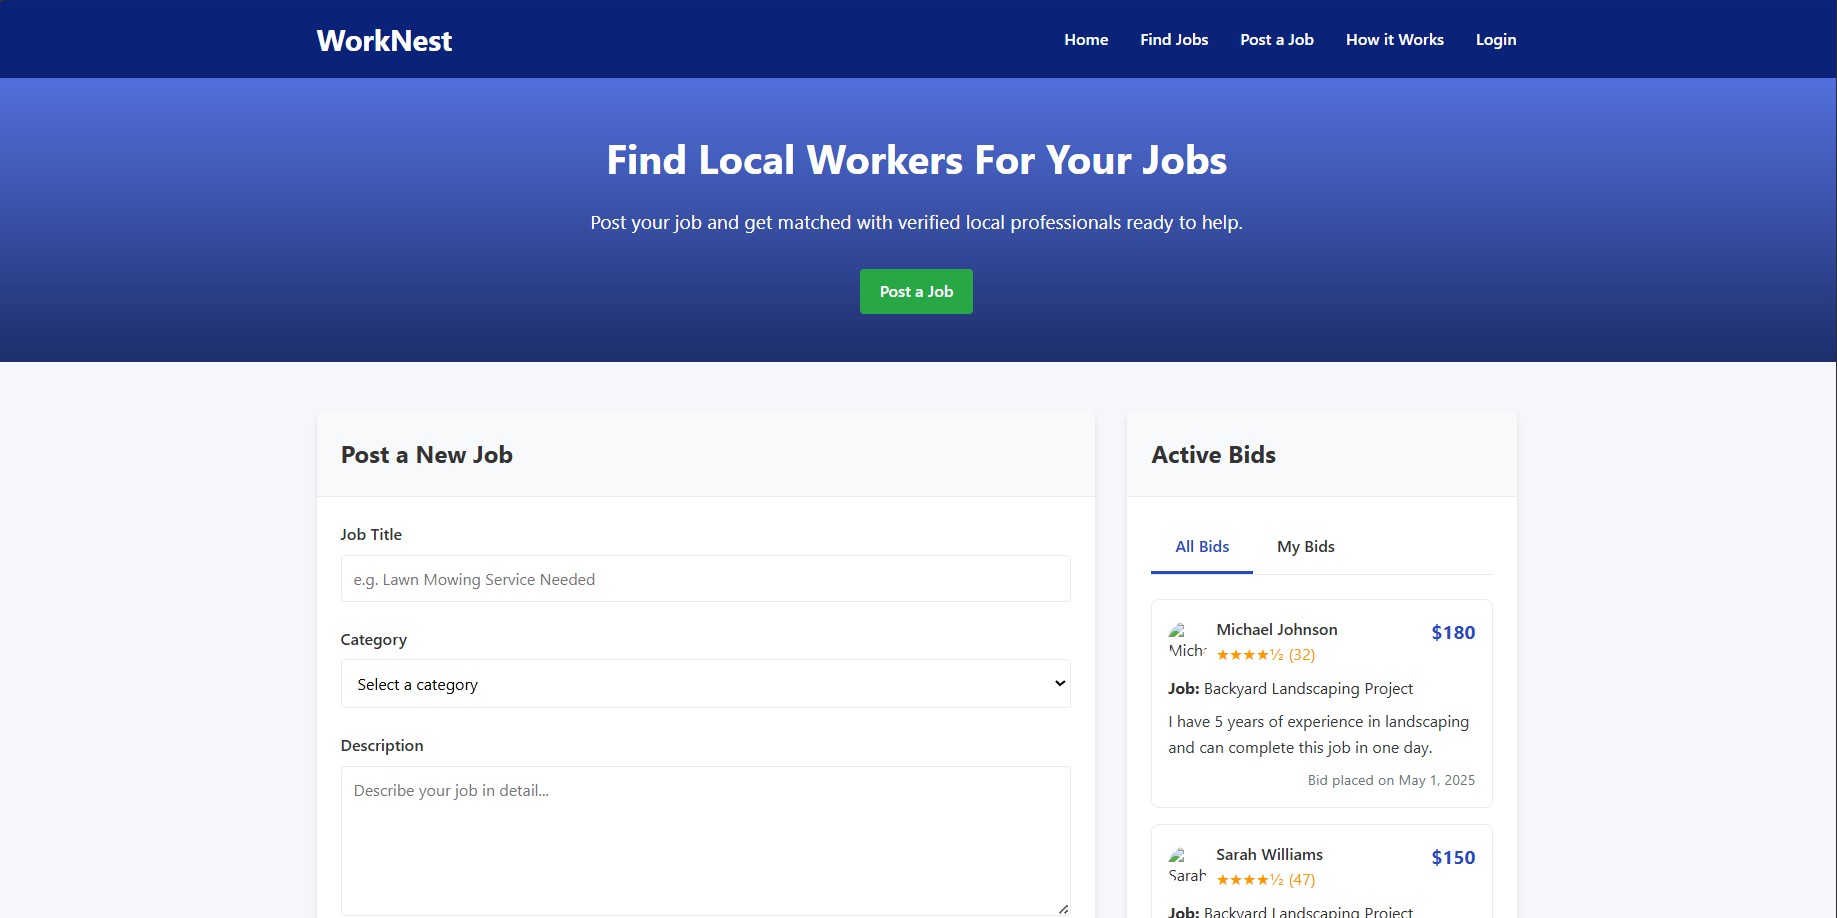 WorkNest
Home Find Jobs Post a Job How it Works Login
Find Local Workers For Your Jobs
Post your job and get matched with verified local professionals ready to help.
Post a Job
Post a New Job
Job Title
e.g. Lawn Mowing Service Needed
Category
Select a category
Description
Describe your job in detail...
Active Bids
All Bids My Bids
Michael Johnson
$180
★★★★½ (32)
Job: Backyard Landscaping Project
I have 5 years of experience in landscaping
and can complete this job in one day.
Bid placed on May 1, 2025
Sarah
Sarah Williams
$150
★★★★½ (47)
Job: Backyard Landscaping Project